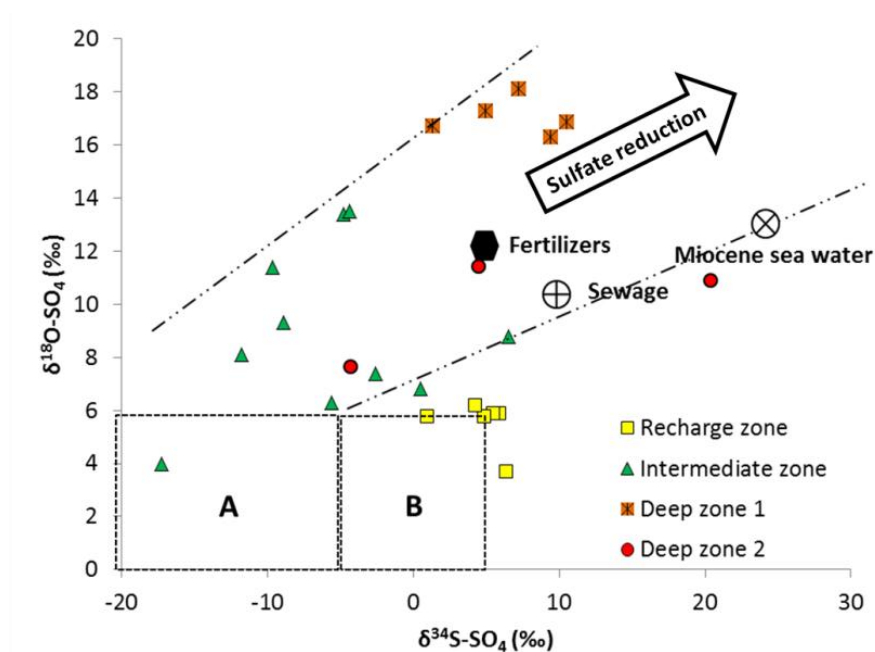 20
18
16
14
12
10
8
6
4
2
0
-20
-10
0
10
20
30
δ18O-SO4 (‰)
δ34S-SO4 (‰)
Sulfate reduction
Fertilizers
Miocene sea water
Sewage
A
B
Recharge zone
Intermediate zone
Deep zone 1
Deep zone 2